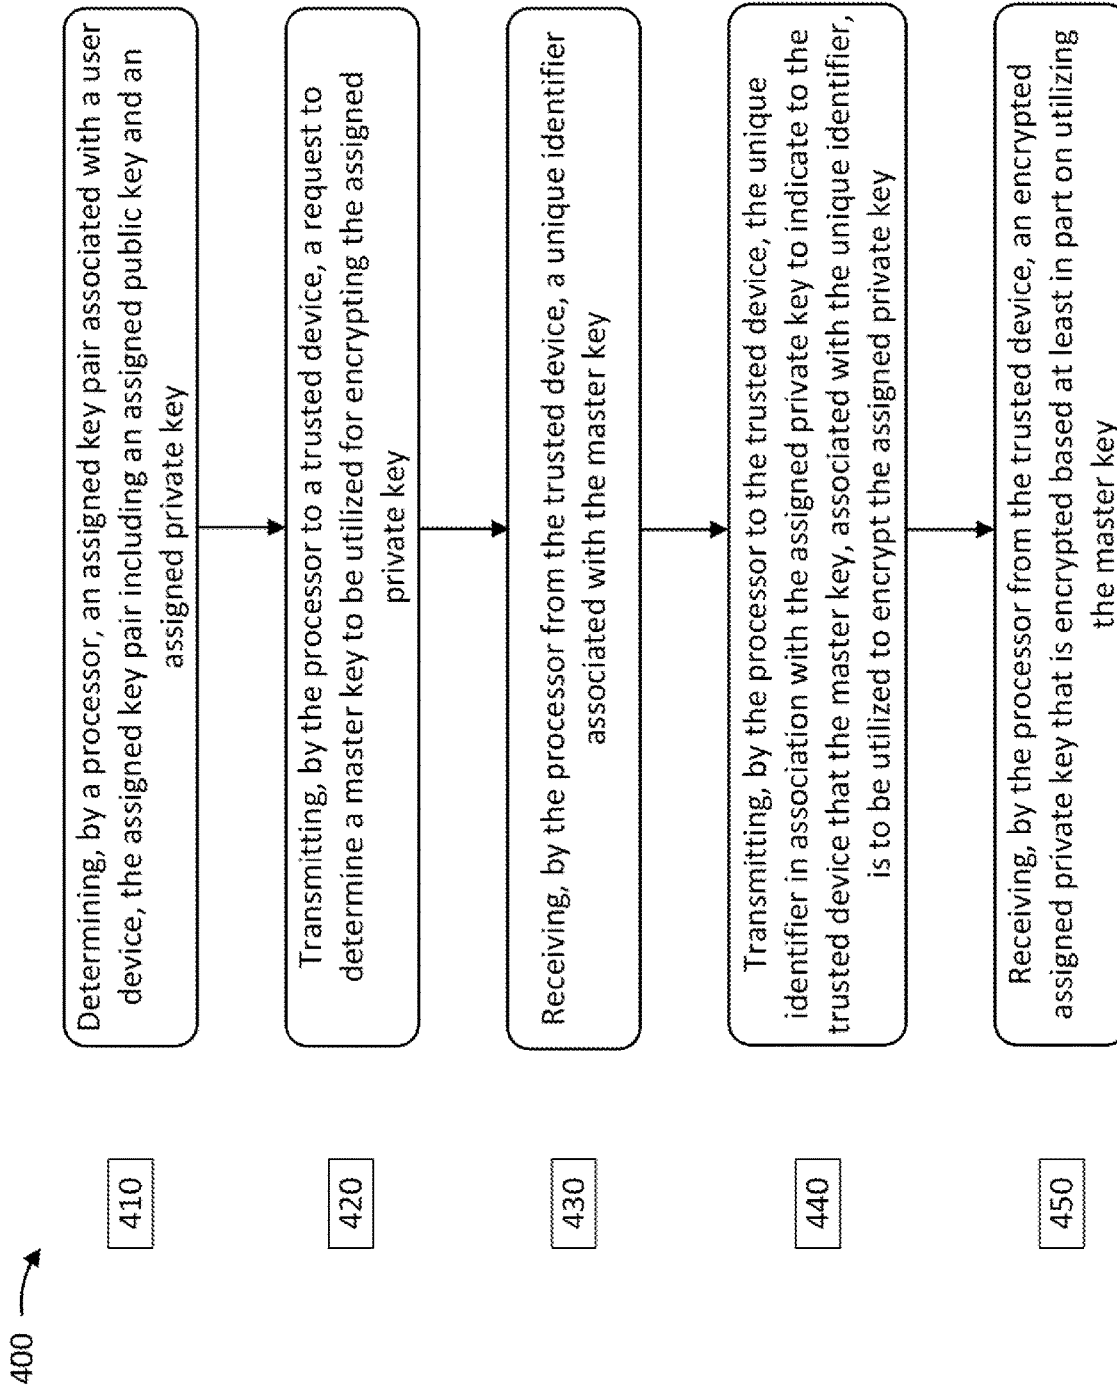 400
410
Determining, by a processor, an assigned key pair associated with a user
device, the assigned key pair including an assigned public key and an
assigned private key
420
Transmitting, by the processor to a trusted device, a request to
determine a master key to be utilized for encrypting the assigned
private key
430
Receiving, by the processor from the trusted device, a unique identifier
associated with the master key
440
Transmitting, by the processor to the trusted device, the unique
identifier in association with the assigned private key to indicate to the
trusted device that the master key, associated with the unique identifier,
is to be utilized to encrypt the assigned private key
450
Receiving, by the processor from the trusted device, an encrypted
assigned private key that is encrypted based at least in part on utilizing
the master key